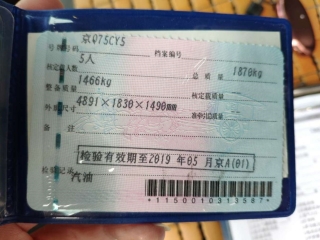 号牌号码 京Q75CY5 档案编号
核定载人数 5人 总质量 1870kg
整备质量 1466kg 核定载质量
外廓尺寸 4891×1830×1490mm 准牵引总质量
备注
检验有效期至2019年05月京A(01)
检验记录 汽油
*1150010313587*